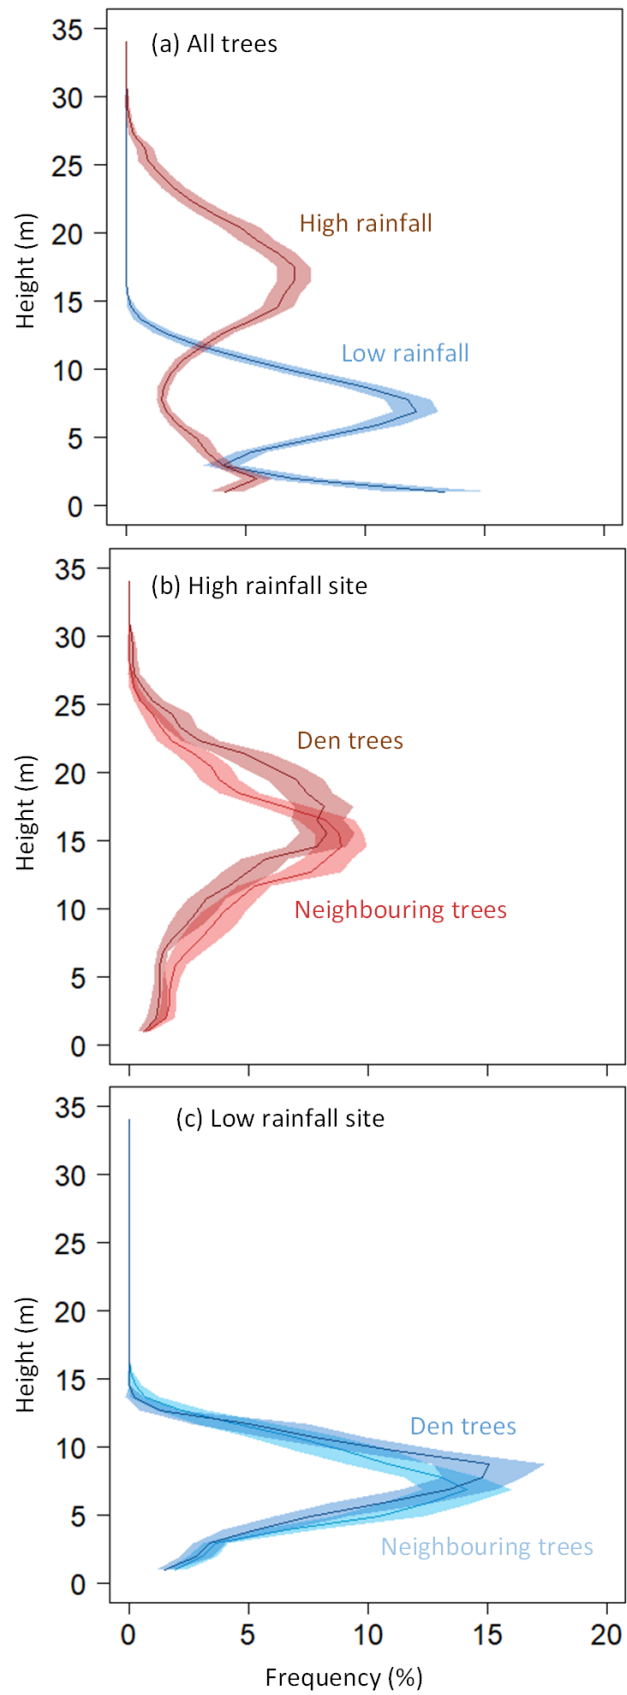 35
(a) All trees
30
25
20
High rainfall
15
Low rainfall
10
5
0
Height (m)
35
(b) High rainfall site
30
25
Den trees
20
15
10
Neighbouring trees
5
0
Height (m)
35
(c) Low rainfall site
30
25
20
15
Den trees
10
5
Neighbouring trees
0
Height (m)
0 5 10 15 20
Frequency (%)